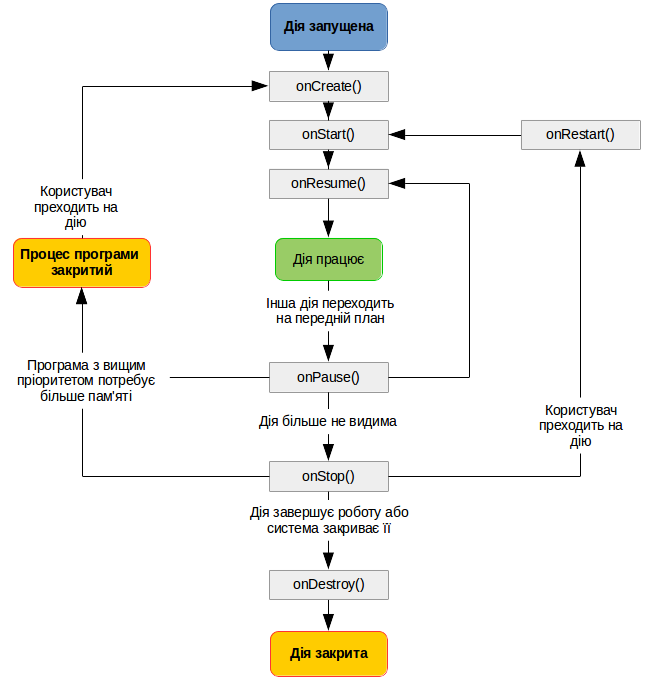 Дія запущена
onCreate()
onStart()
onRestart()
onResume()
Користувач
преходить на
дію
Процес програми
закритий
Дія працює
Інша дія переходить
на передній план
Програма з вищим
пріоритетом потребує
більше пам'яті
onPause()
Дія більше не видима
Користувач
преходить на
дію
onStop()
Дія завершує роботу або
система закриває її
onDestroy()
Дія закрита